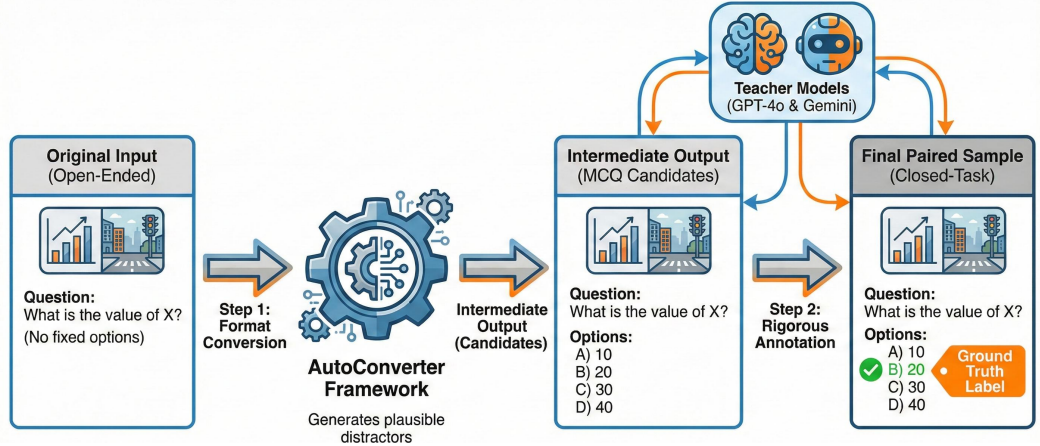 Original Input
(Open-Ended)
Question:
What is the value of X?
(No fixed options)
Step 1:
Format
Conversion
AutoConverter
Framework
Generates plausible
distractors
Intermediate
Output
(Candidates)
Teacher Models
(GPT-4o & Gemini)
Intermediate Output
(MCQ Candidates)
Question:
What is the value of X?
Options:
A) 10
B) 20
C) 30
D) 40
Step 2:
Rigorous
Annotation
Final Paired Sample
(Closed-Task)
Question:
What is the value of X?
Options:
A) 10
B) 20
C) 30
D) 40
Ground
Truth
Label